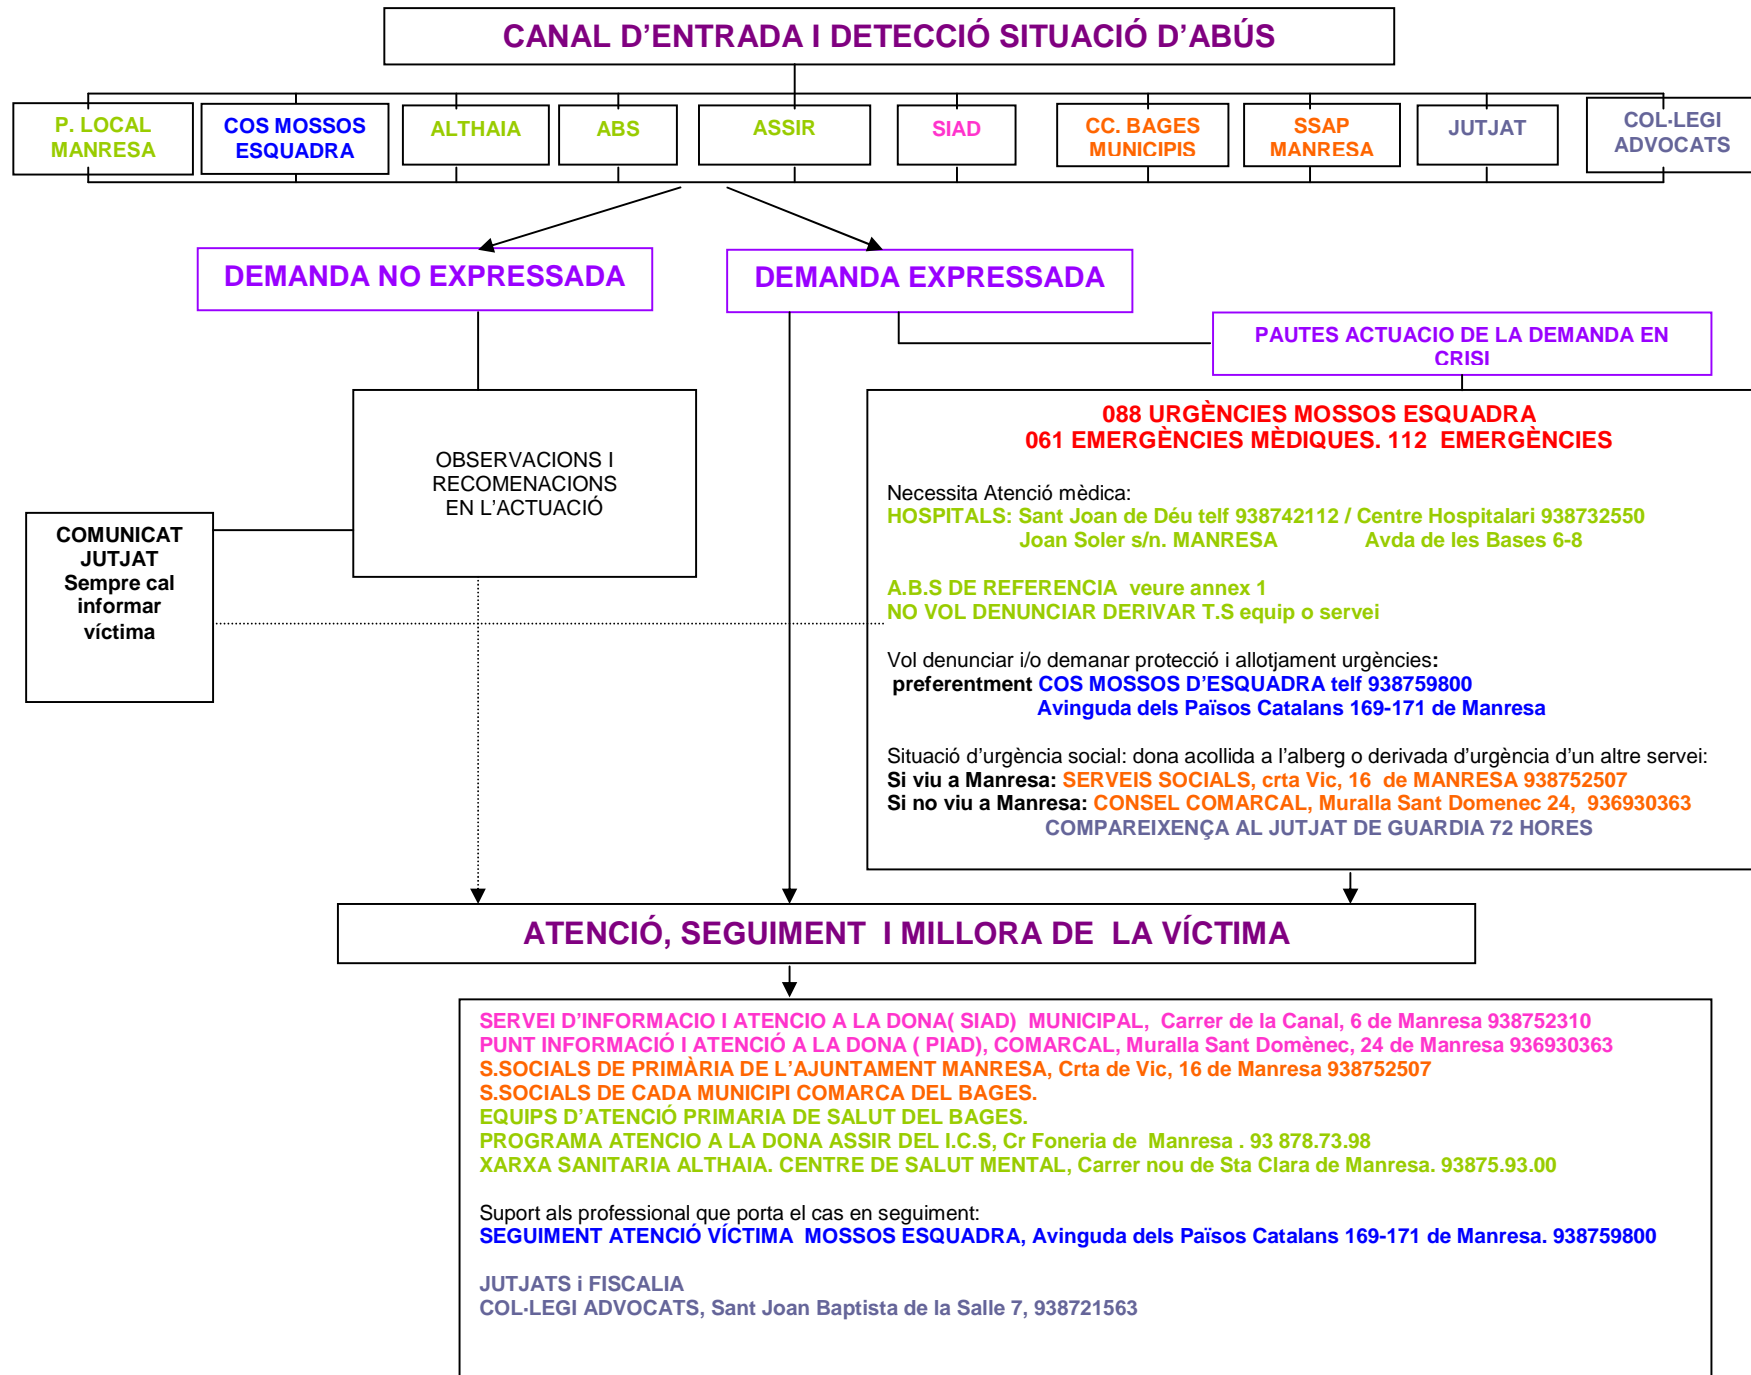 CANAL D'ENTRADA I DETECCIÓ SITUACIÓ D'ABÚS
P. LOCAL
MANRESA
COS MOSSOS
ESQUADRA
ALTHAIA
ABS
ASSIR
SIAD
CC. BAGES
MUNICIPIS
SSAP
MANRESA
JUTJAT
COL·LEGI
ADVOCATS
DEMANDA NO EXPRESSADA
DEMANDA EXPRESSADA
PAUTES ACTUACIO DE LA DEMANDA EN
CRISI
OBSERVACIONS I
RECOMENACIONS
EN L'ACTUACIÓ
COMUNICAT
JUTJAT
Sempre cal
informar
víctima
088 URGÈNCIES MOSSOS ESQUADRA
061 EMERGÈNCIES MÈDIQUES. 112 EMERGÈNCIES
Necessita Atenció mèdica:
HOSPITALS: Sant Joan de Déu telf 938742112 / Centre Hospitalari 938732550
Joan Soler s/n. MANRESA Avda de les Bases 6-8
A.B.S DE REFERENCIA veure annex 1
NO VOL DENUNCIAR DERIVAR T.S equip o servei
Vol denunciar i/o demanar protecció i allotjament urgències:
preferentment COS MOSSOS D'ESQUADRA telf 938759800
Avinguda dels Països Catalans 169-171 de Manresa
Situació d'urgència social: dona acollida a l'alberg o derivada d'urgència d'un altre servei:
Si viu a Manresa: SERVEIS SOCIALS, crta Vic, 16 de MANRESA 938752507
Si no viu a Manresa: CONSEL COMARCAL, Muralla Sant Domenec 24, 936930363
COMPAREIXENÇA AL JUTJAT DE GUARDIA 72 HORES
ATENCIÓ, SEGUIMENT I MILLORA DE LA VÍCTIMA
SERVEI D'INFORMACIO I ATENCIO A LA DONA( SIAD) MUNICIPAL, Carrer de la Canal, 6 de Manresa 938752310
PUNT INFORMACIÓ I ATENCIÓ A LA DONA ( PIAD), COMARCAL, Muralla Sant Domènec, 24 de Manresa 936930363
S.SOCIALS DE PRIMÀRIA DE L'AJUNTAMENT MANRESA, Crta de Vic, 16 de Manresa 938752507
S.SOCIALS DE CADA MUNICIPI COMARCA DEL BAGES.
EQUIPS D'ATENCIÓ PRIMARIA DE SALUT DEL BAGES.
PROGRAMA ATENCIO A LA DONA ASSIR DEL I.C.S, Cr Foneria de Manresa . 93 878.73.98
XARXA SANITARIA ALTHAIA. CENTRE DE SALUT MENTAL, Carrer nou de Sta Clara de Manresa. 93875.93.00
Suport als professional que porta el cas en seguiment:
SEGUIMENT ATENCIÓ VÍCTIMA MOSSOS ESQUADRA, Avinguda dels Països Catalans 169-171 de Manresa. 938759800
JUTJATS i FISCALIA
COL·LEGI ADVOCATS, Sant Joan Baptista de la Salle 7, 938721563